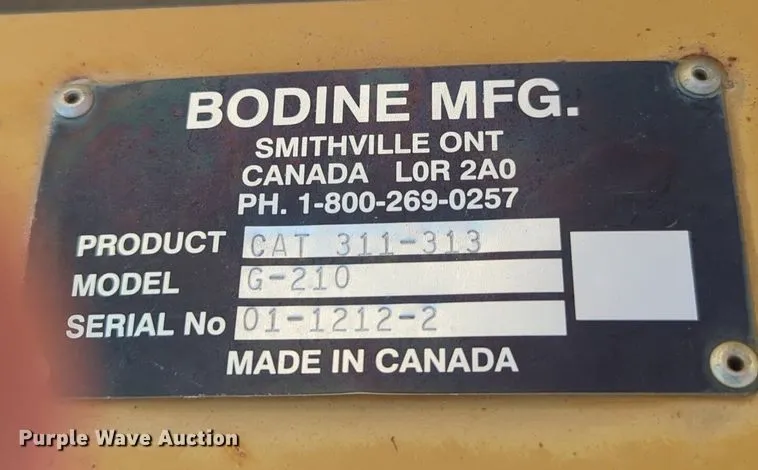 BODINE MFG.
SMITHVILLE ONT
CANADA L0R 2A0
PH. 1-800-269-0257
PRODUCT CAT 311-313
MODEL G-210
SERIAL No 01-1212-2
MADE IN CANADA
Purple Wave Auction